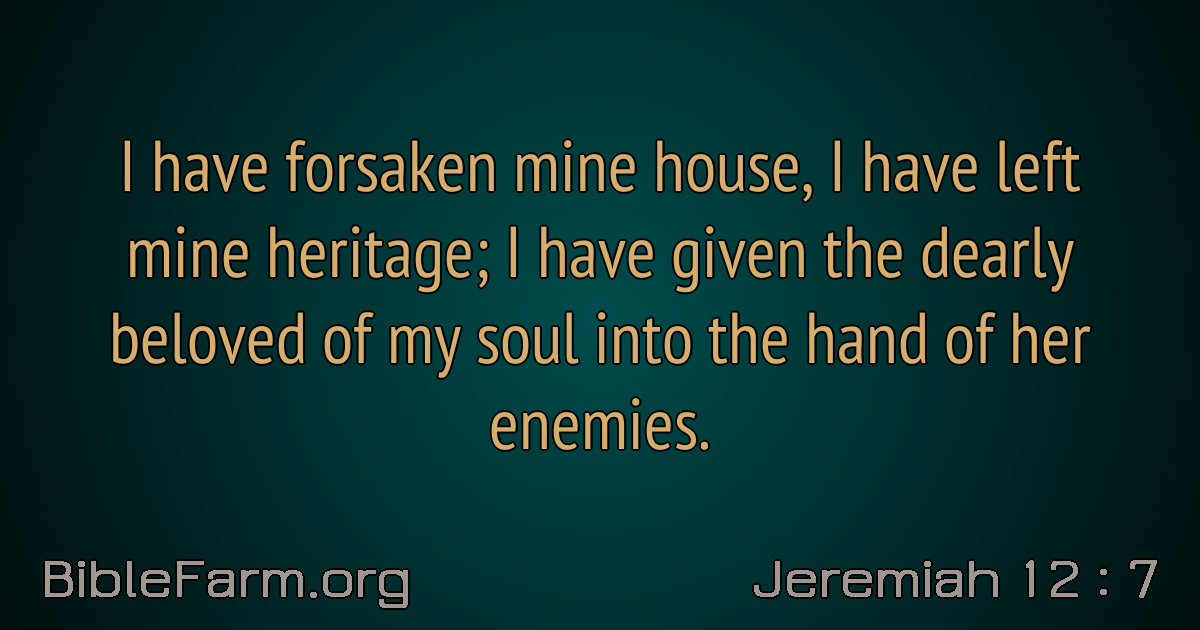 I have forsaken mine house, I have left
mine heritage; I have given the dearly
beloved of my soul into the hand of her
enemies.
BibleFarm.org
Jeremiah 12 : 7